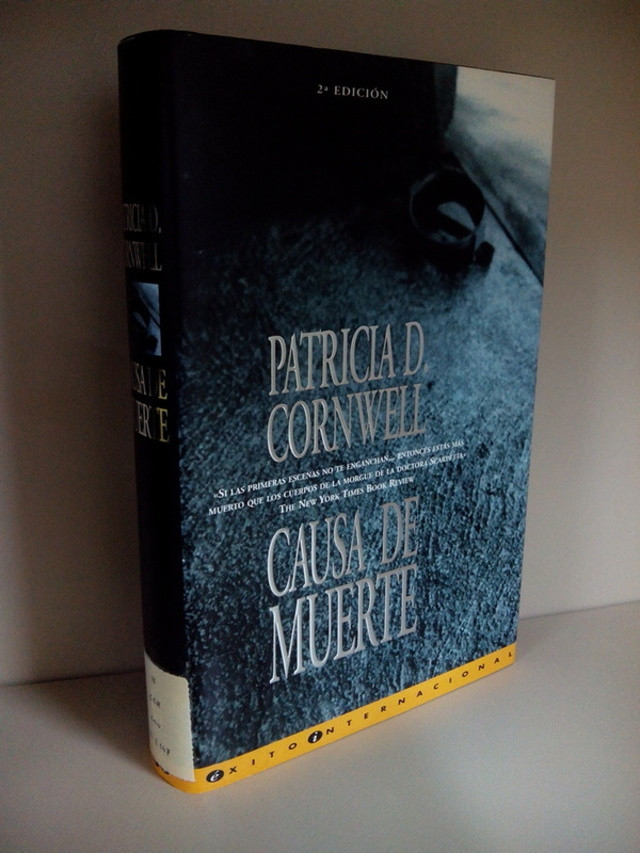 2ª EDICIÓN
PATRICIA D.
CORNWELL
«SI LAS PRIMERAS ESCENAS NO TE ENGANCHAN... ENTONCES ESTÁS MÁS
MUERTO QUE LOS CUERPOS DE LA MORGUE DE LA DOCTORA SCARPETTA»
THE NEW YORK TIMES BOOK REVIEW
CAUSA DE
MUERTE
éXITO iNTERNACIONAL